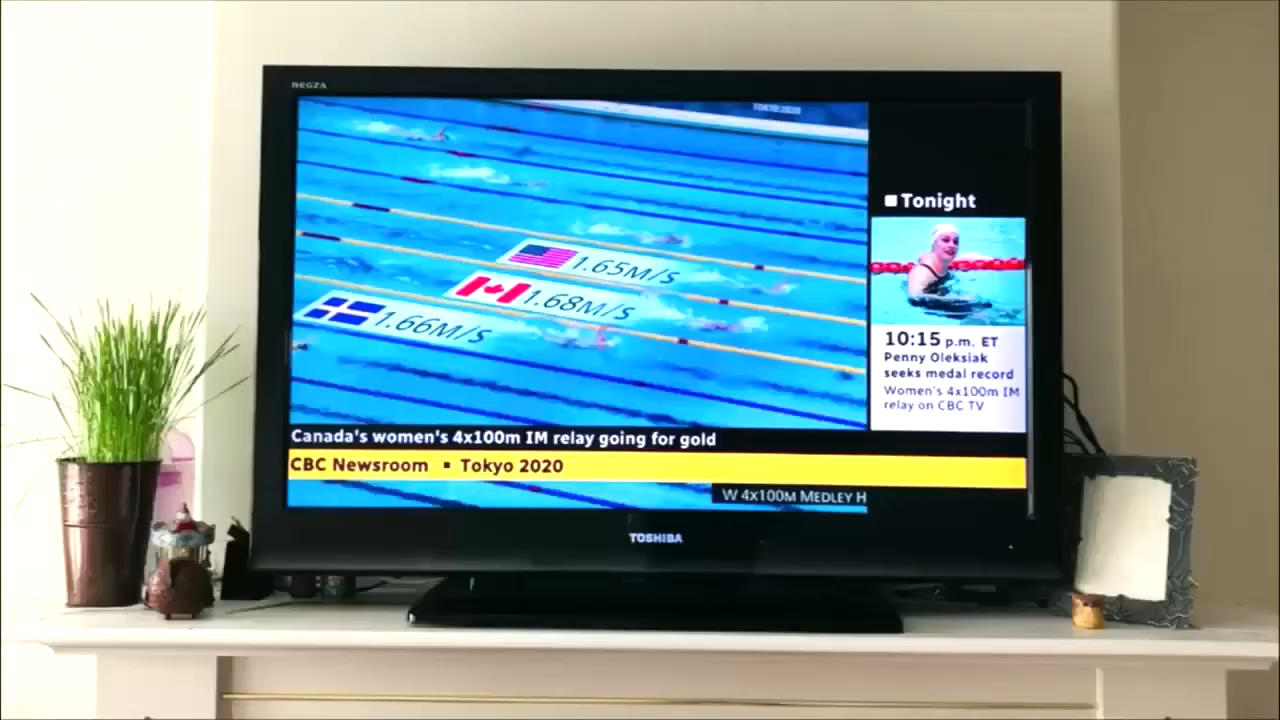 REGZA
TOKYO 2020
1.65M/S
1.68M/S
1.66M/S
Tonight
10:15 p.m. ET
Penny Oleksiak
seeks medal record
Women's 4x100m IM
relay on CBC TV
Canada's women's 4x100m IM relay going for gold
CBC Newsroom ▪ Tokyo 2020
W 4x100M MEDLEY H
TOSHIBA